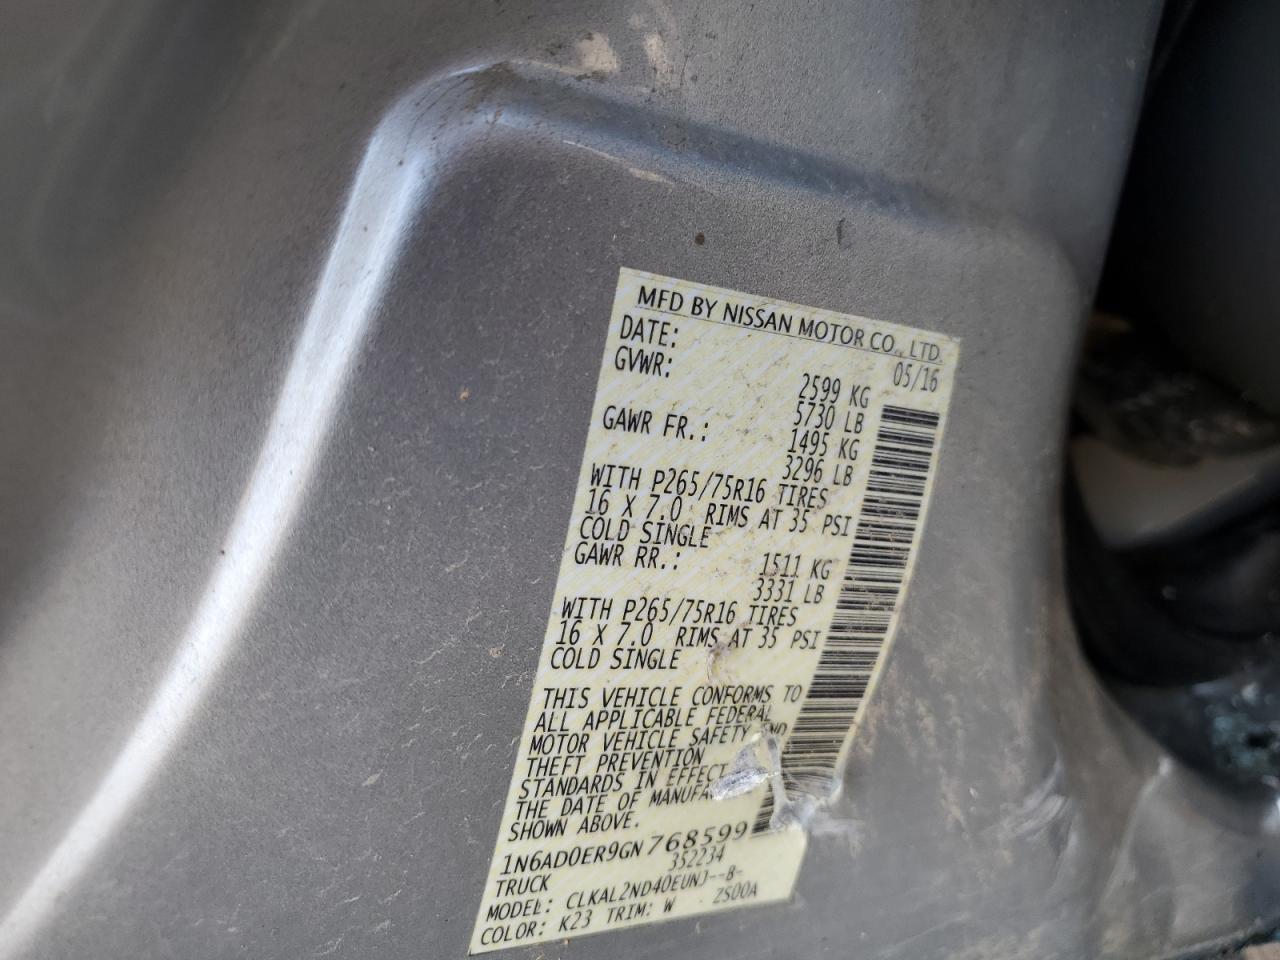 MFD BY NISSAN MOTOR CO., LTD.
DATE: 05/16
GVWR: 2599 KG
5730 LB
GAWR FR.: 1495 KG
3296 LB
WITH P265/75R16 TIRES
16 X 7.0 RIMS AT 35 PSI
COLD SINGLE
GAWR RR.: 1511 KG
3331 LB
WITH P265/75R16 TIRES
16 X 7.0 RIMS AT 35 PSI
COLD SINGLE
THIS VEHICLE CONFORMS TO
ALL APPLICABLE FEDERAL
MOTOR VEHICLE SAFETY AND
THEFT PREVENTION
STANDARDS IN EFFECT
THE DATE OF
SHOWN ABOVE.
1N6AD0ER9GN768599
TRUCK 352234
MODEL: CLKAL2ND40EUNJ--B-
COLOR: K23 TRIM: W ZS00A